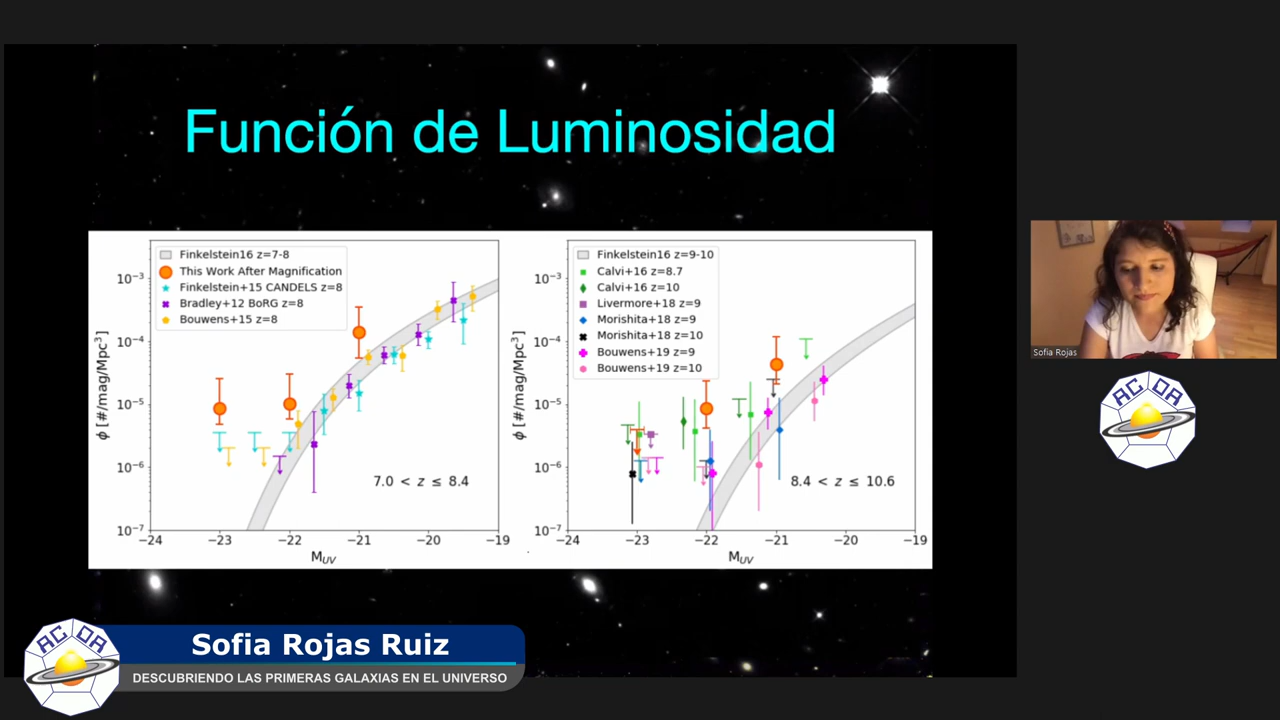 Función de Luminosidad
Finkelstein16 z=7-8
This Work After Magnification
Finkelstein+15 CANDELS z=8
Bradley+12 BoRG z=8
Bouwens+15 z=8
10⁻³
10⁻⁴
10⁻⁵
10⁻⁶
10⁻⁷
ϕ [#/mag/Mpc³]
7.0 < z ≤ 8.4
−24 −23 −22 −21 −20 −19
M_UV
Finkelstein16 z=9-10
Calvi+16 z=8.7
Calvi+16 z=10
Livermore+18 z=9
Morishita+18 z=9
Morishita+18 z=10
Bouwens+19 z=9
Bouwens+19 z=10
10⁻³
10⁻⁴
10⁻⁵
10⁻⁶
10⁻⁷
ϕ [#/mag/Mpc³]
8.4 < z ≤ 10.6
−24 −23 −22 −21 −20 −19
M_UV
Sofia Rojas
ACDA
ACDA
Sofia Rojas Ruiz
DESCUBRIENDO LAS PRIMERAS GALAXIAS EN EL UNIVERSO